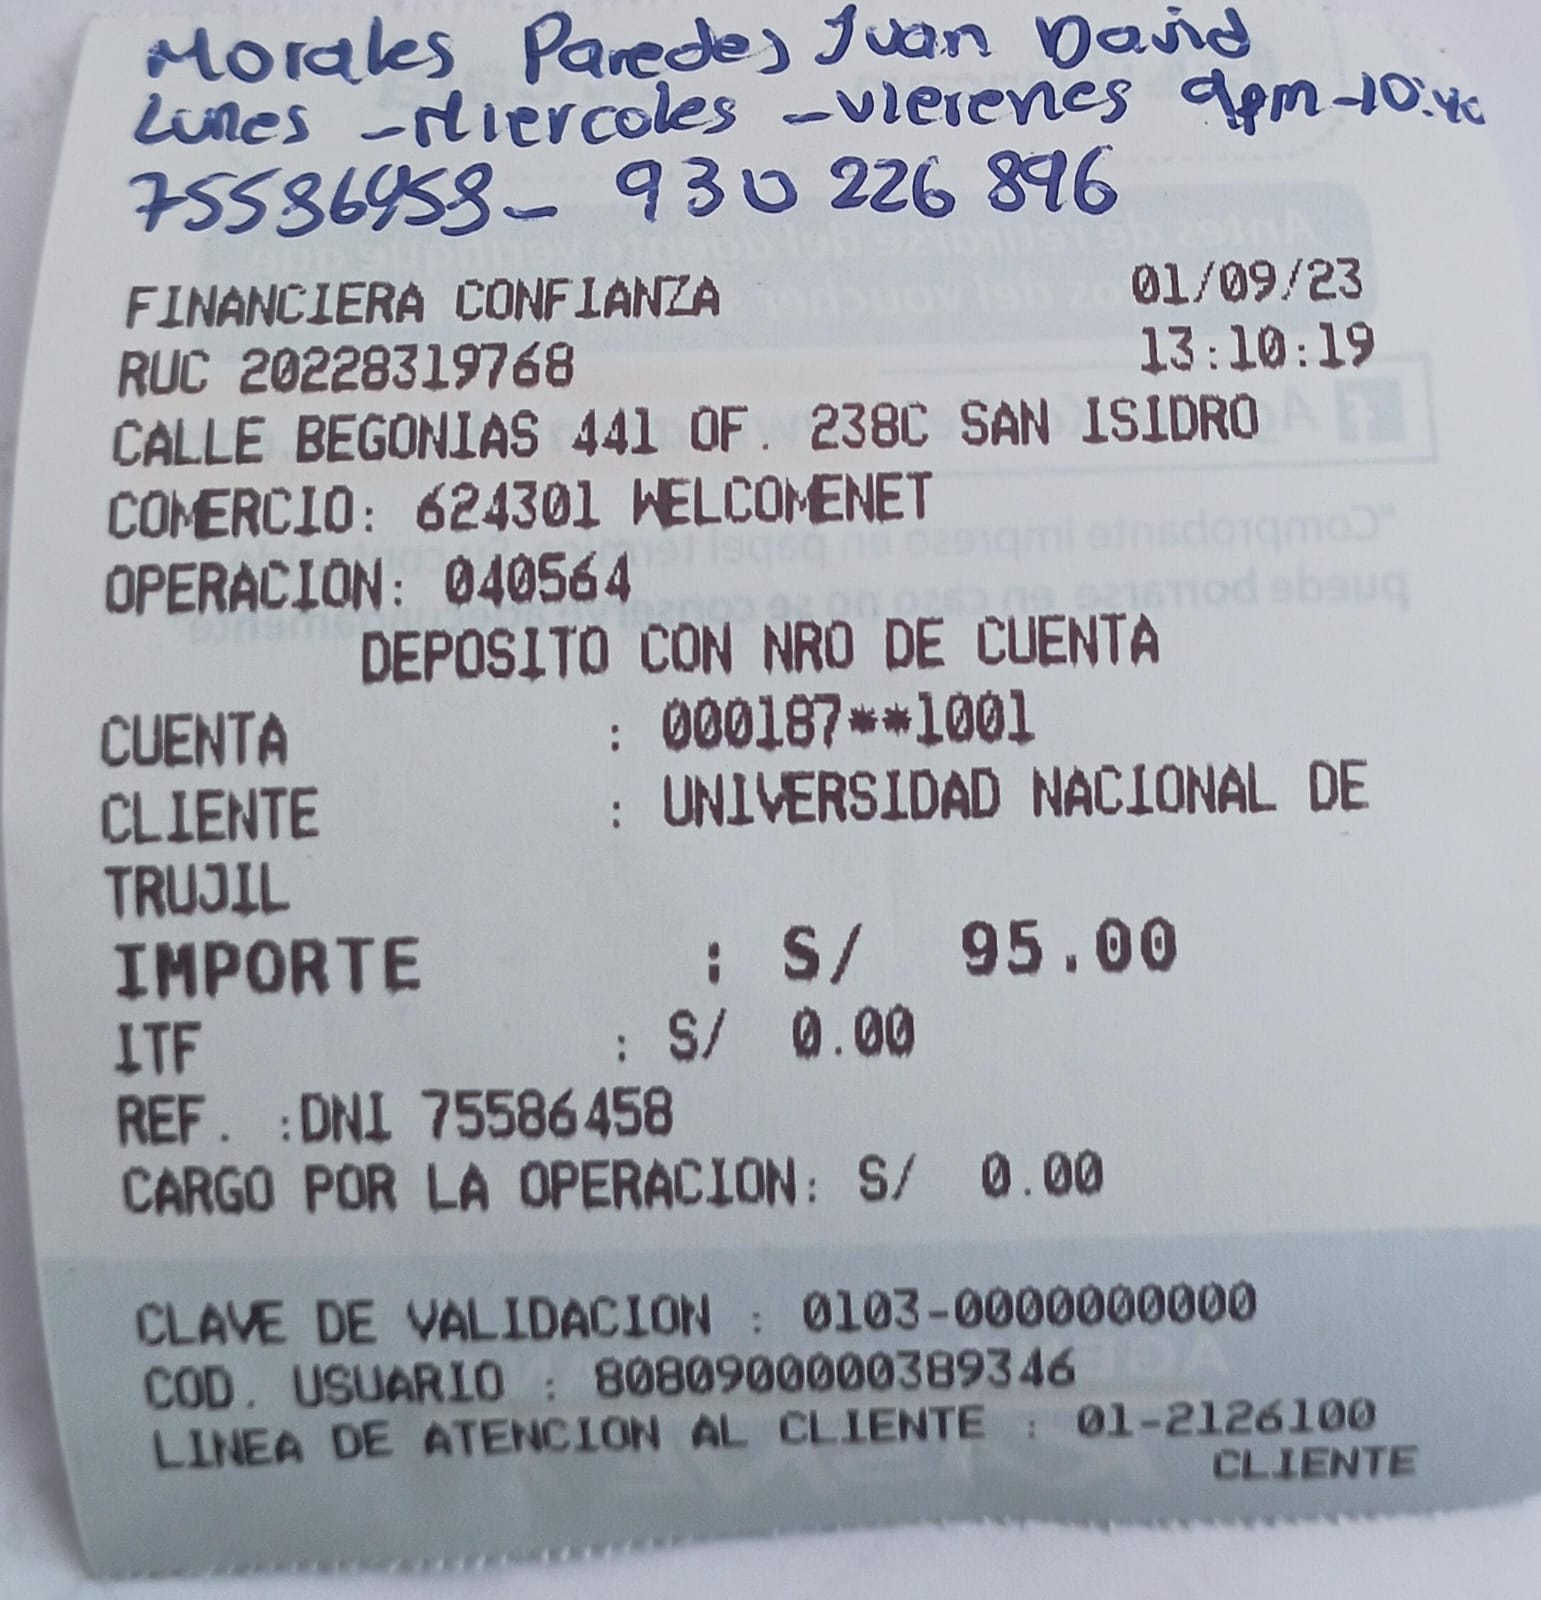 Morales Paredes Juan David
Lunes - Miercoles - Vierenes 9pm - 10:40
75586458 - 930 226 896
FINANCIERA CONFIANZA 01/09/23
RUC 20228319768 13:10:19
CALLE BEGONIAS 441 OF. 238C SAN ISIDRO
COMERCIO: 624301 WELCOMENET
OPERACION: 040564
DEPOSITO CON NRO DE CUENTA
CUENTA : 000187**1001
CLIENTE : UNIVERSIDAD NACIONAL DE
TRUJIL
IMPORTE : S/ 95.00
ITF : S/ 0.00
REF. :DNI 75586458
CARGO POR LA OPERACION: S/ 0.00
CLAVE DE VALIDACION : 0103-0000000000
COD. USUARIO : 8080900000389346
LINEA DE ATENCION AL CLIENTE : 01-2126100
CLIENTE